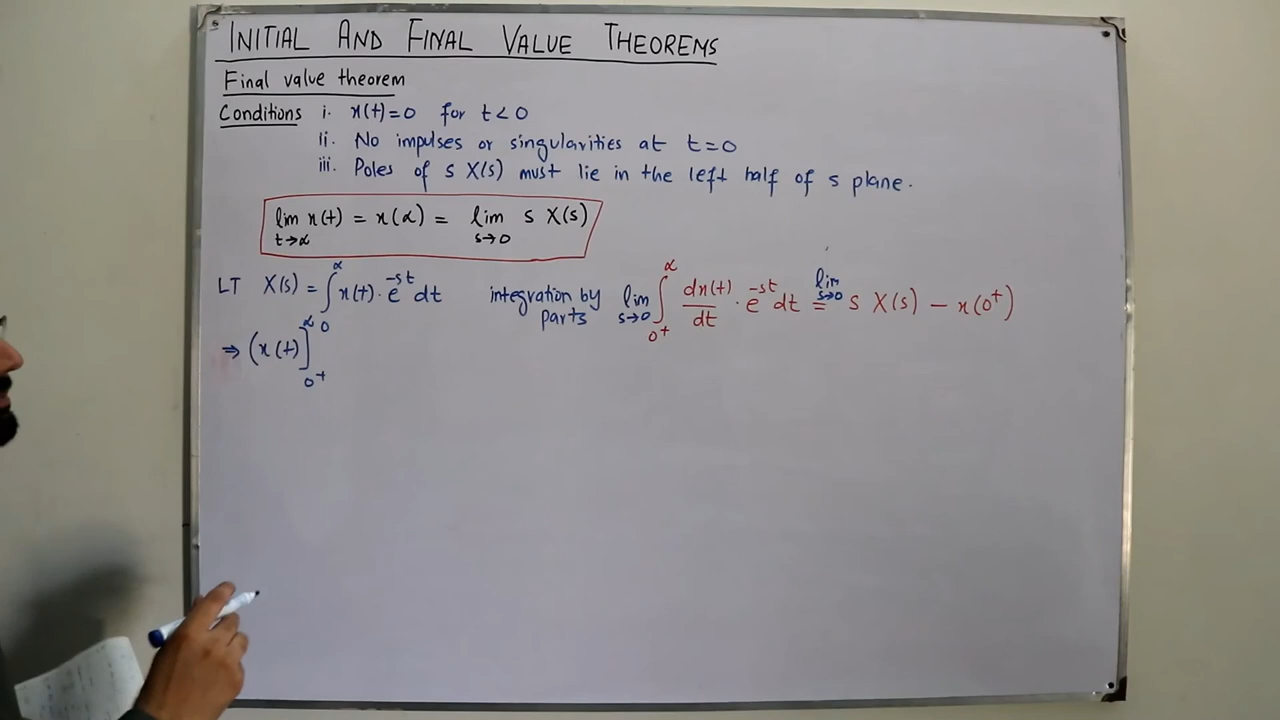 INITIAL AND FINAL VALUE THEOREMS
Final value theorem
Conditions i. x(t)=0 for t<0
ii. No impulses or singularities at t=0
iii. Poles of s X(s) must lie in the left half of s plane.
lim t→∝ x(t) = x(∝) = lim s→0 s X(s)
LT X(s) = ∫₀^∝ x(t)·e^-st dt integration by parts lim s→0 ∫₀+^∝ dx(t)/dt · e^-st dt = lim s→0 s X(s) - x(0⁺)
⇒ (x(t)]₀+^∝